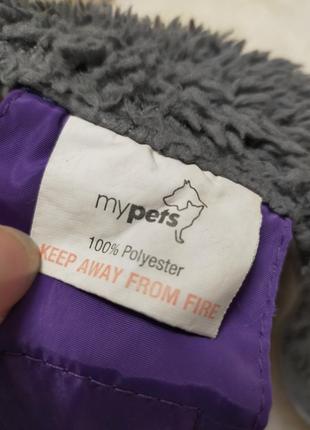 mypets
100% Polyester
KEEP AWAY FROM FIRE